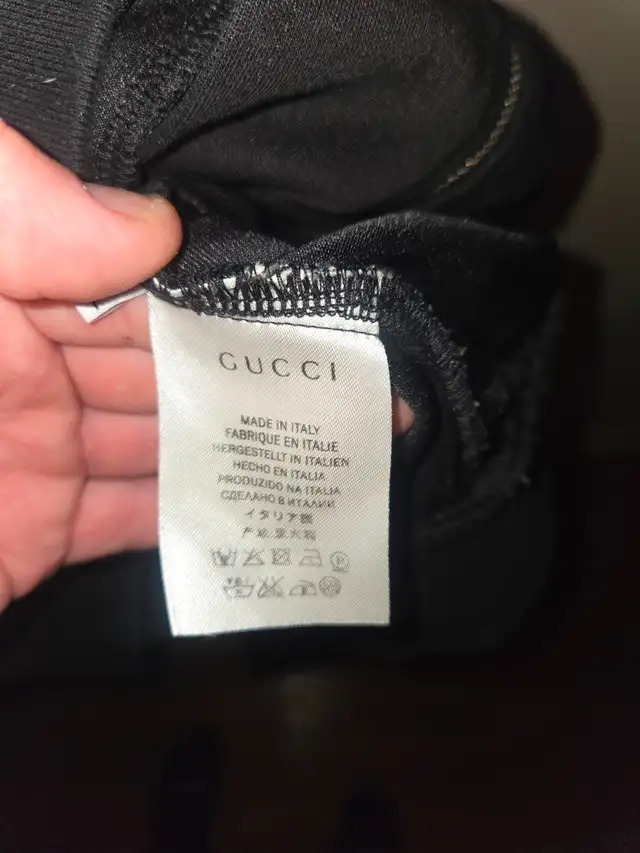 GUCCI
MADE IN ITALY
FABRIQUE EN ITALIE
HERGESTELLT IN ITALIEN
HECHO EN ITALIA
PRODUZIDO NA ITALIA
СДЕЛАНО В ИТАЛИИ
イタリア製